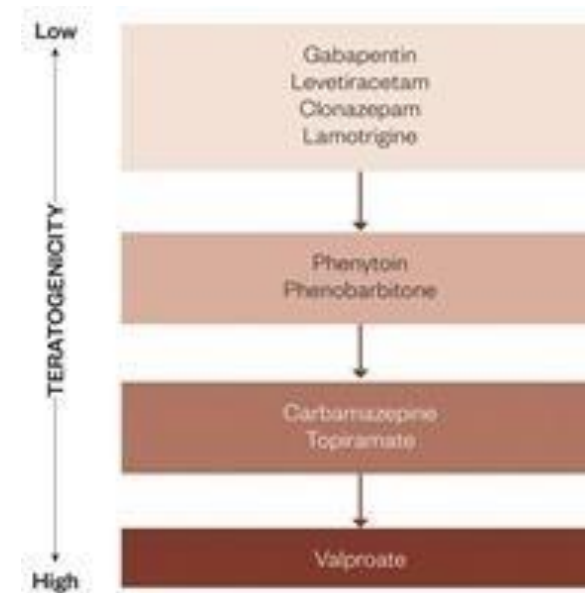 Low
Gabapentin
Levetiracetam
Clonazepam
Lamotrigine
Phenytoin
Phenobarbitone
TERATOGENICITY
Carbamazepine
Topiramate
Valproate
High